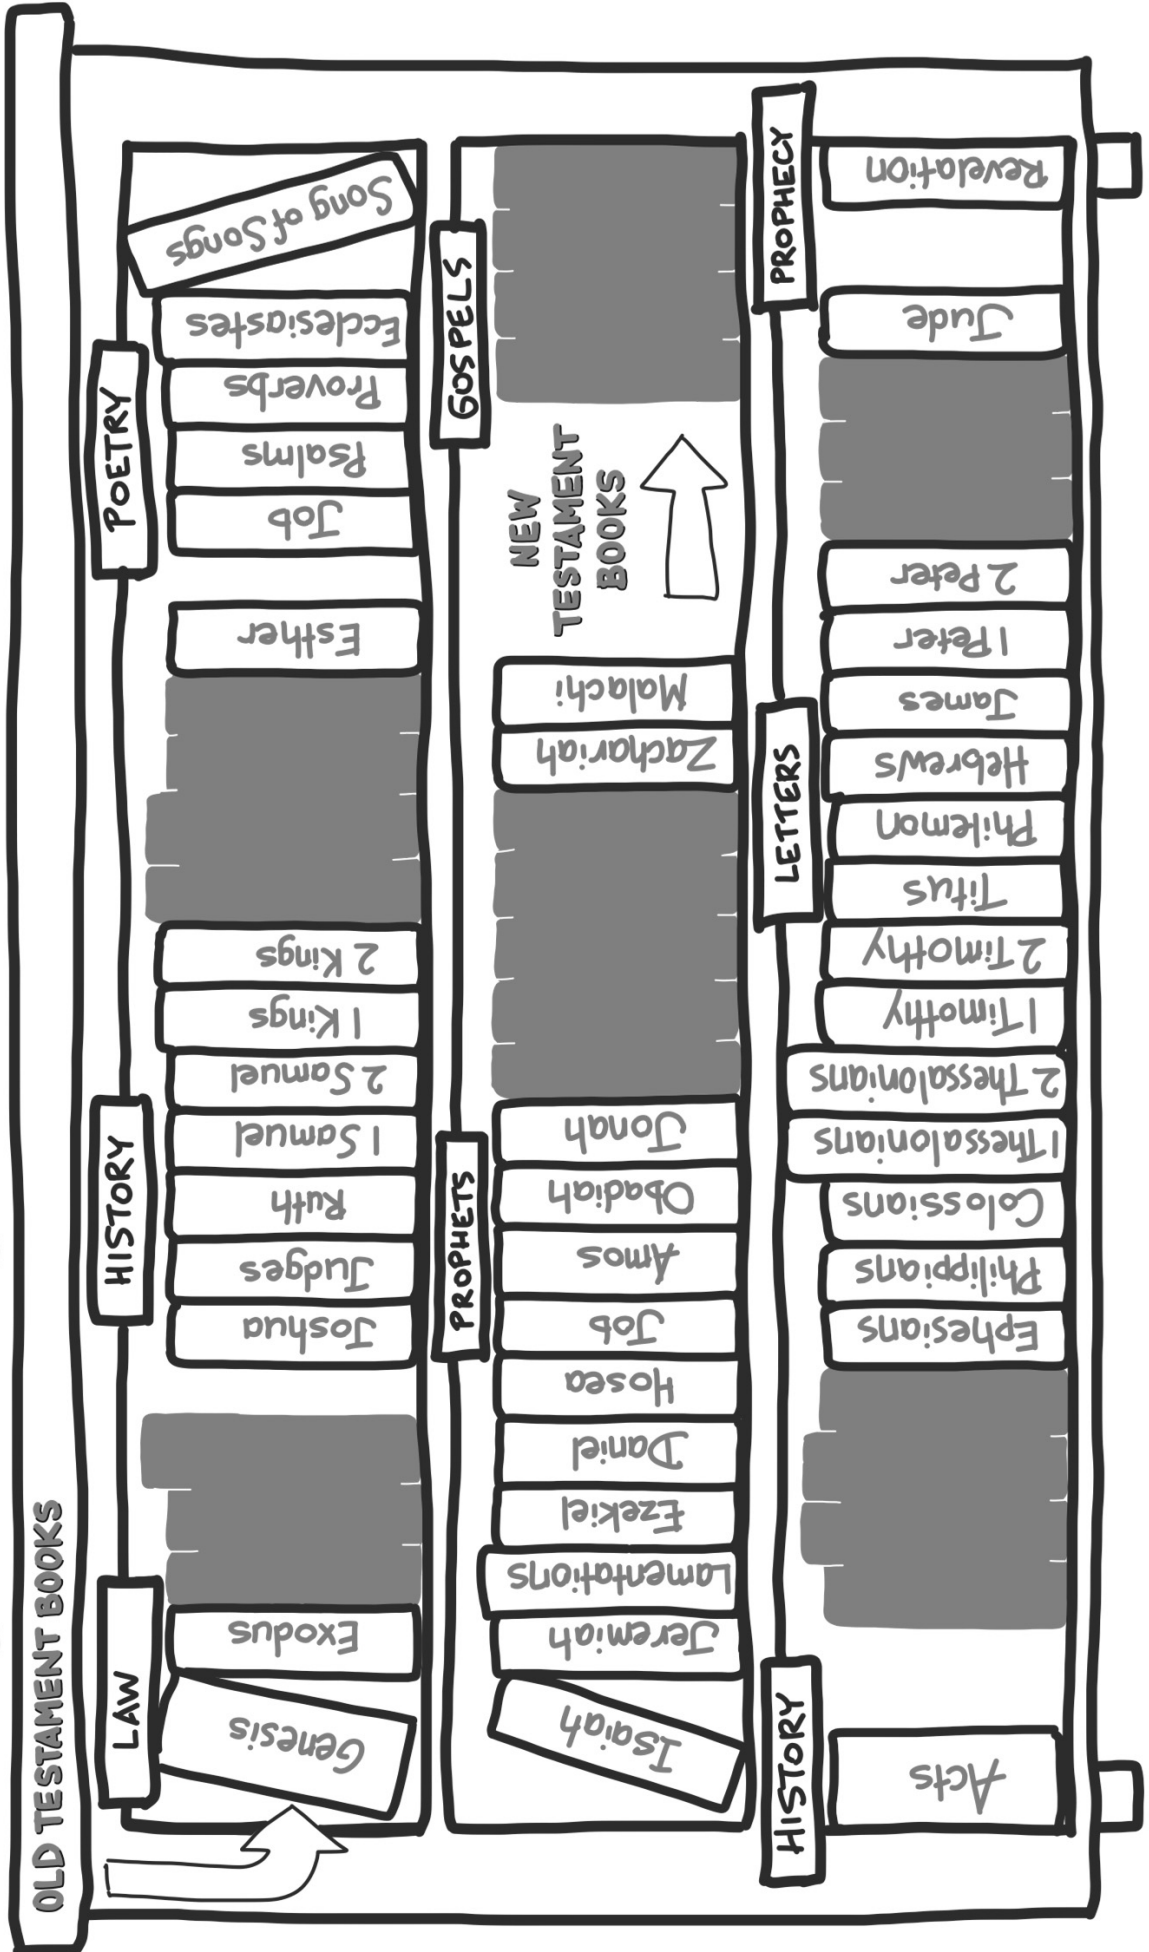 OLD TESTAMENT BOOKS
LAW
HISTORY
POETRY
Genesis
Exodus
Joshua
Judges
Ruth
1 Samuel
2 Samuel
1 Kings
2 Kings
Esther
Job
Psalms
Proverbs
Ecclesiastes
Song of Songs
PROPHETS
GOSPELS
Isaiah
Jeremiah
Lamentations
Ezekiel
Daniel
Hosea
Job
Amos
Obadiah
Jonah
Zachariah
Malachi
NEW
TESTAMENT
BOOKS
HISTORY
LETTERS
PROPHECY
Acts
Ephesians
Philippians
Colossians
1 Thessalonians
2 Thessalonians
1 Timothy
2 Timothy
Titus
Philemon
Hebrews
James
1 Peter
2 Peter
Jude
Revelation